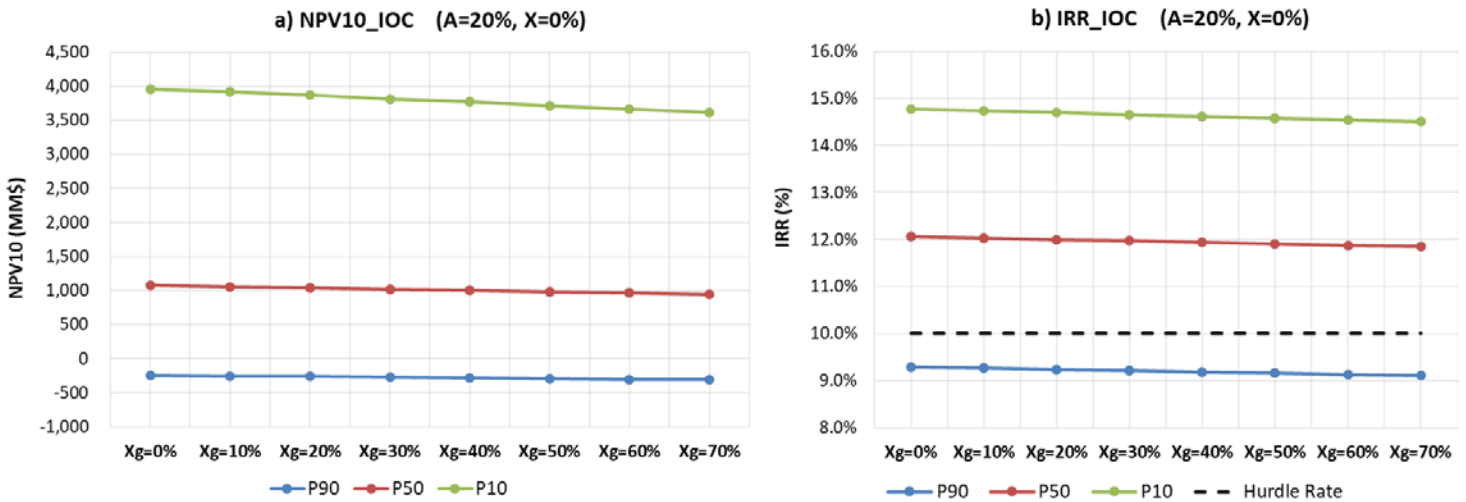 a) NPV10_IOC (A=20%, X=0%)
NPV10 (MM$)
4,500
4,000
3,500
3,000
2,500
2,000
1,500
1,000
500
0
-500
-1,000
Xg=0% Xg=10% Xg=20% Xg=30% Xg=40% Xg=50% Xg=60% Xg=70%
P90 P50 P10
b) IRR_IOC (A=20%, X=0%)
IRR (%)
16.0%
15.0%
14.0%
13.0%
12.0%
11.0%
10.0%
9.0%
8.0%
Xg=0% Xg=10% Xg=20% Xg=30% Xg=40% Xg=50% Xg=60% Xg=70%
P90 P50 P10 Hurdle Rate